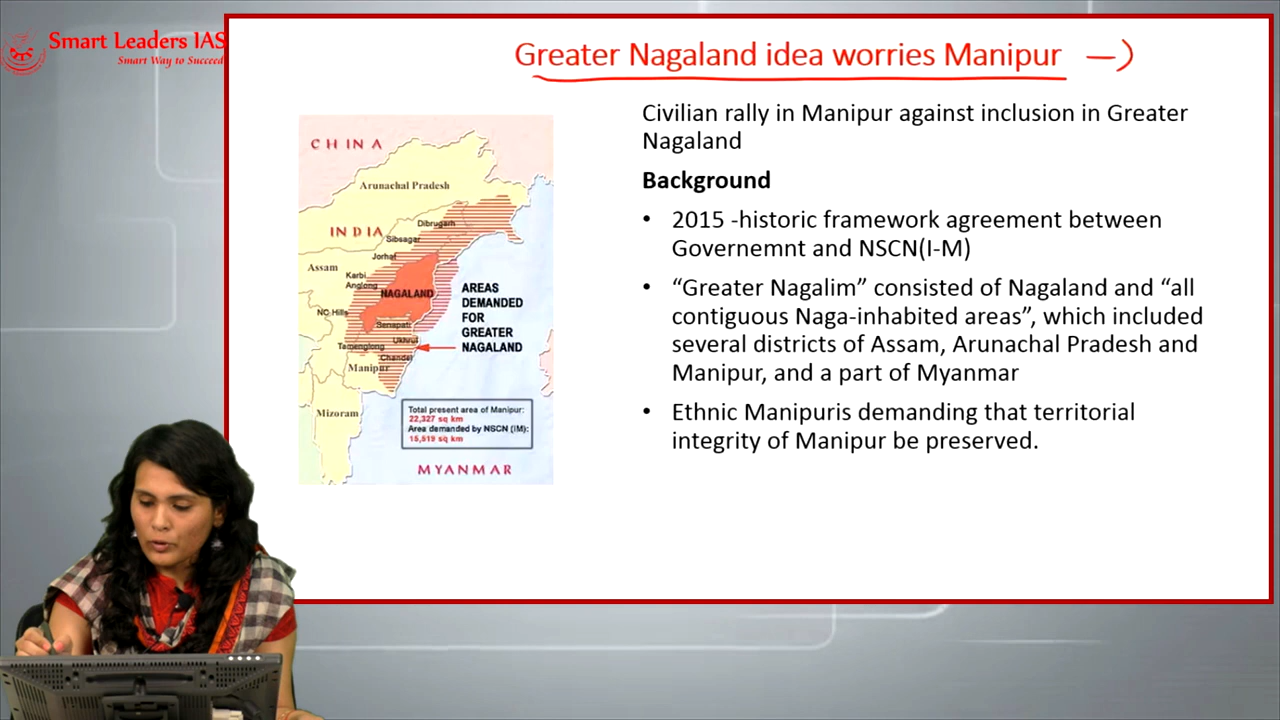 Smart Leaders IAS
Smart Way to Succeed
Greater Nagaland idea worries Manipur
Civilian rally in Manipur against inclusion in Greater
Nagaland
Background
• 2015 -historic framework agreement between
Governemnt and NSCN(I-M)
• “Greater Nagalim” consisted of Nagaland and “all
contiguous Naga-inhabited areas”, which included
several districts of Assam, Arunachal Pradesh and
Manipur, and a part of Myanmar
• Ethnic Manipuris demanding that territorial
integrity of Manipur be preserved.
CHINA
Arunachal Pradesh
Dibrugarh
INDIA
Sibsagar
Jorhat
Assam
Karbi
Anglong
NAGALAND
AREAS
DEMANDED
FOR
GREATER
NAGALAND
NC Hills
Senapati
Ukhrul
Tamenglong
Chandel
Manipur
Mizoram
Total present area of Manipur:
22,327 sq km
Area demanded by NSCN (IM):
15,519 sq km
MYANMAR